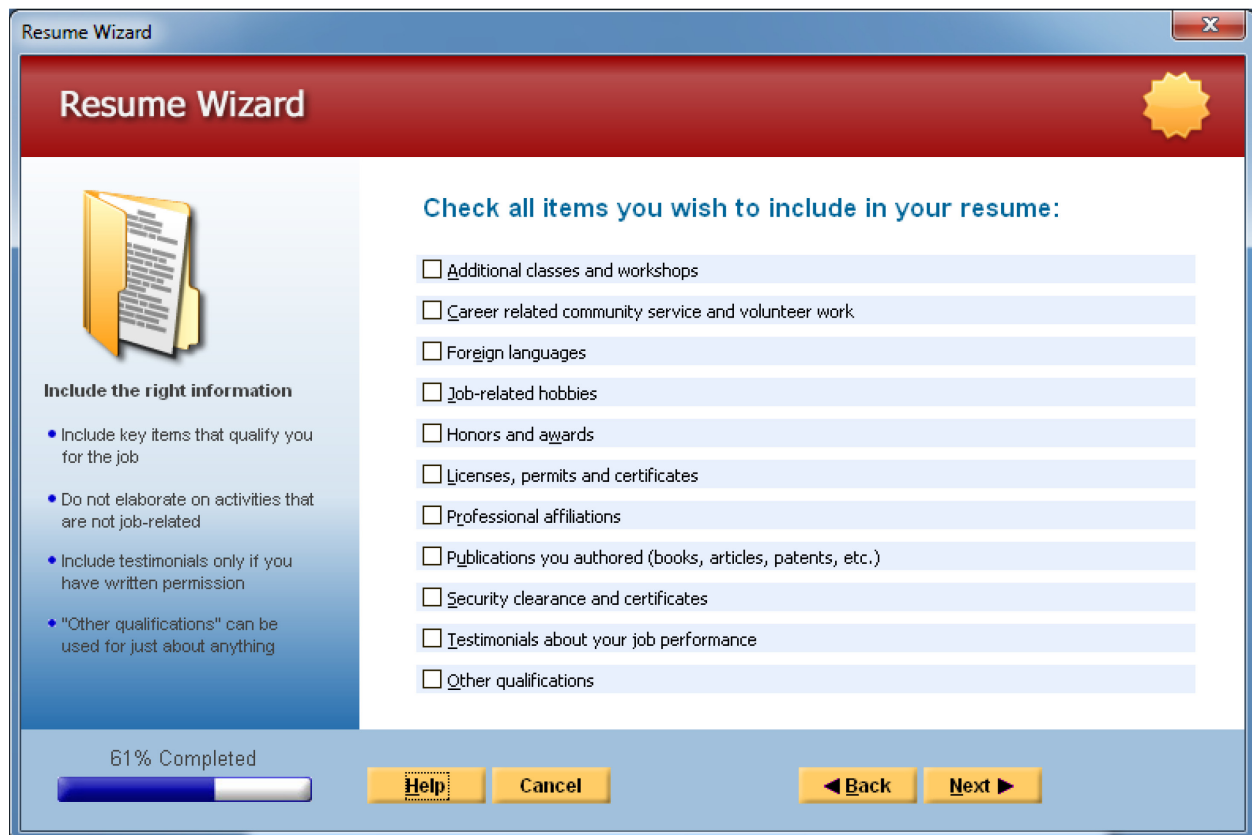 Resume Wizard
Resume Wizard
Include the right information
Include key items that qualify you
for the job
Do not elaborate on activities that
are not job-related
Include testimonials only if you
have written permission
"Other qualifications" can be
used for just about anything
Check all items you wish to include in your resume:
Additional classes and workshops
Career related community service and volunteer work
Foreign languages
Job-related hobbies
Honors and awards
Licenses, permits and certificates
Professional affiliations
Publications you authored (books, articles, patents, etc.)
Security clearance and certificates
Testimonials about your job performance
Other qualifications
61% Completed
Help
Cancel
Back
Next